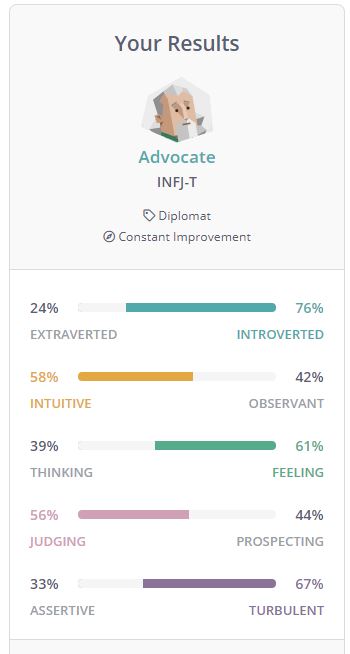 Your Results
Advocate
INFJ-T
Diplomat
Constant Improvement
24% 76%
EXTRAVERTED INTROVERTED
58% 42%
INTUITIVE OBSERVANT
39% 61%
THINKING FEELING
56% 44%
JUDGING PROSPECTING
33% 67%
ASSERTIVE TURBULENT